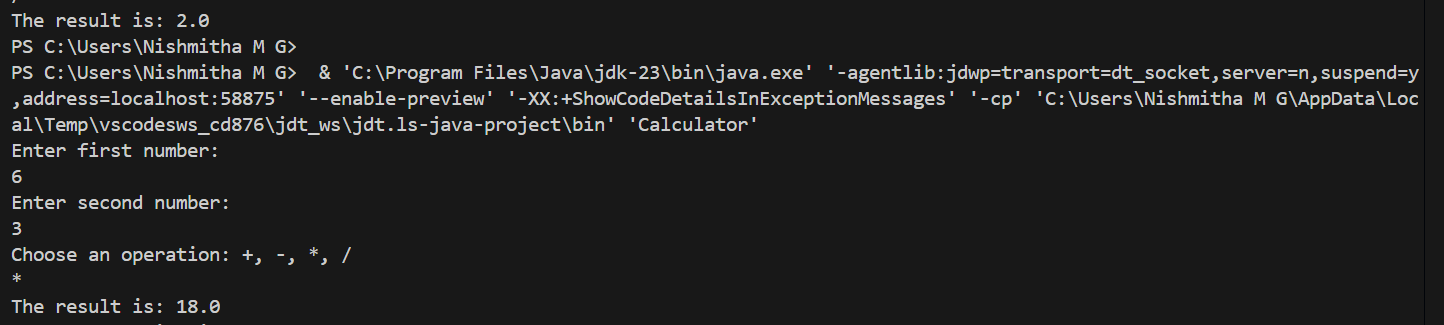 The result is: 2.0
PS C:\Users\Nishmitha M G>
PS C:\Users\Nishmitha M G>  & 'C:\Program Files\Java\jdk-23\bin\java.exe' '-agentlib:jdwp=transport=dt_socket,server=n,suspend=y
,address=localhost:58875' '--enable-preview' '-XX:+ShowCodeDetailsInExceptionMessages' '-cp' 'C:\Users\Nishmitha M G\AppData\Loc
al\Temp\vscodesws_cd876\jdt_ws\jdt.ls-java-project\bin' 'Calculator'
Enter first number:
6
Enter second number:
3
Choose an operation: +, -, *, /
*
The result is: 18.0